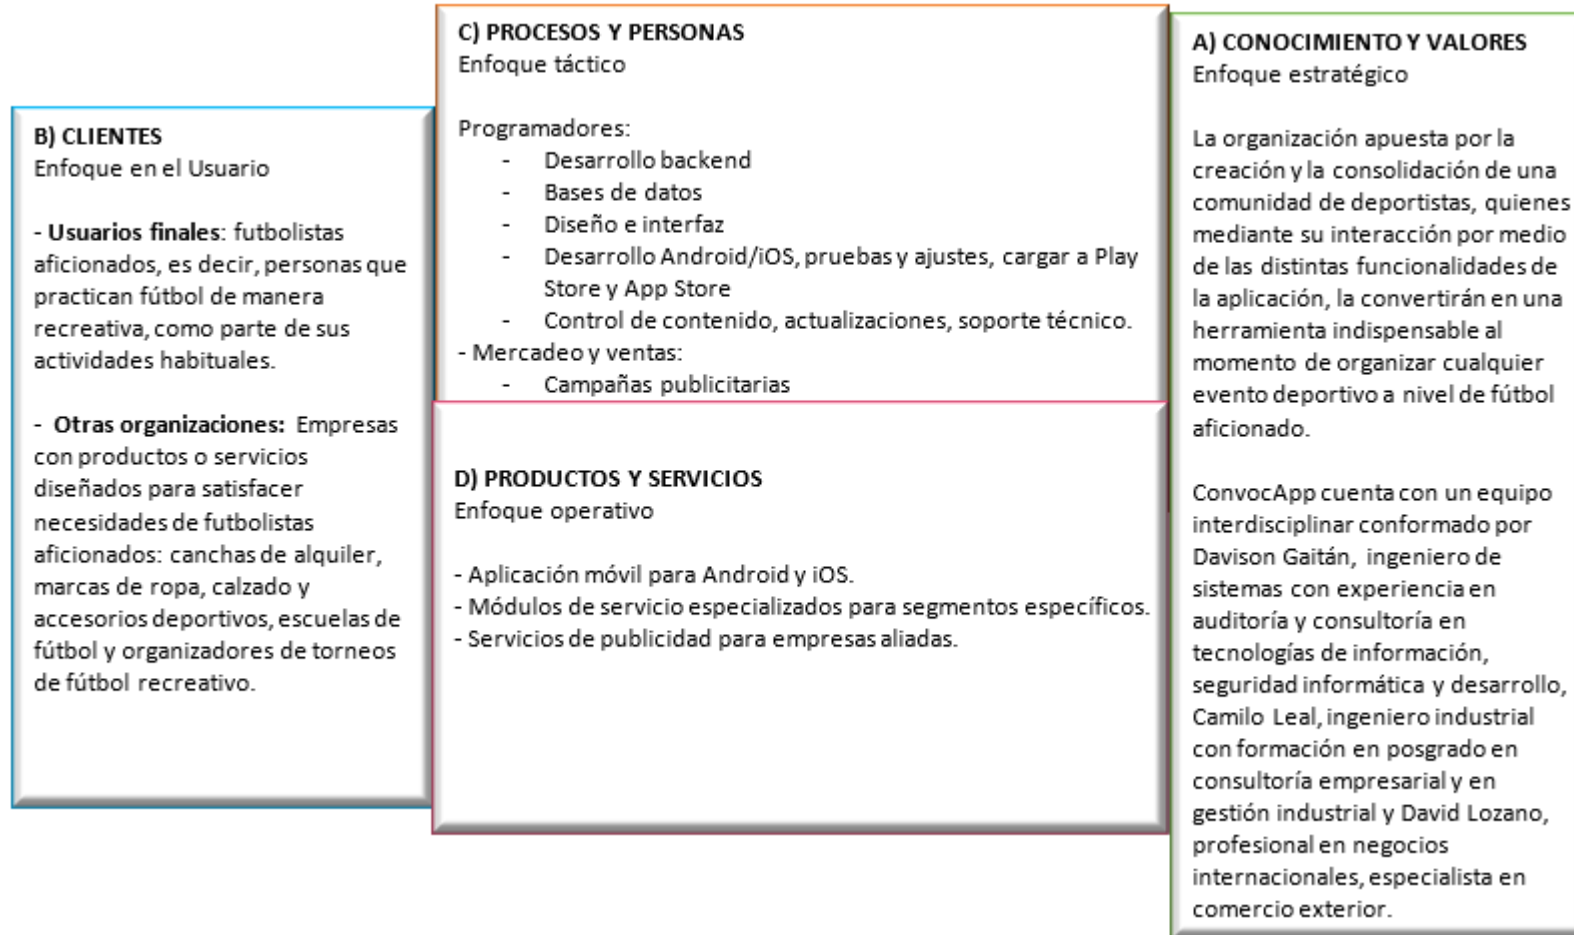 B) CLIENTES
Enfoque en el Usuario
- Usuarios finales: futbolistas
aficionados, es decir, personas que
practican fútbol de manera
recreativa, como parte de sus
actividades habituales.
- Otras organizaciones: Empresas
con productos o servicios
diseñados para satisfacer
necesidades de futbolistas
aficionados: canchas de alquiler,
marcas de ropa, calzado y
accesorios deportivos, escuelas de
fútbol y organizadores de torneos
de fútbol recreativo.
C) PROCESOS Y PERSONAS
Enfoque táctico
Programadores:
- Desarrollo backend
- Bases de datos
- Diseño e interfaz
- Desarrollo Android/iOS, pruebas y ajustes, cargar a Play
Store y App Store
- Control de contenido, actualizaciones, soporte técnico.
- Mercadeo y ventas:
- Campañas publicitarias
D) PRODUCTOS Y SERVICIOS
Enfoque operativo
- Aplicación móvil para Android y iOS.
- Módulos de servicio especializados para segmentos específicos.
- Servicios de publicidad para empresas aliadas.
A) CONOCIMIENTO Y VALORES
Enfoque estratégico
La organización apuesta por la
creación y la consolidación de una
comunidad de deportistas, quienes
mediante su interacción por medio
de las distintas funcionalidades de
la aplicación, la convertirán en una
herramienta indispensable al
momento de organizar cualquier
evento deportivo a nivel de fútbol
aficionado.
ConvocApp cuenta con un equipo
interdisciplinar conformado por
Davison Gaitán, ingeniero de
sistemas con experiencia en
auditoría y consultoría en
tecnologías de información,
seguridad informática y desarrollo,
Camilo Leal, ingeniero industrial
con formación en posgrado en
consultoría empresarial y en
gestión industrial y David Lozano,
profesional en negocios
internacionales, especialista en
comercio exterior.